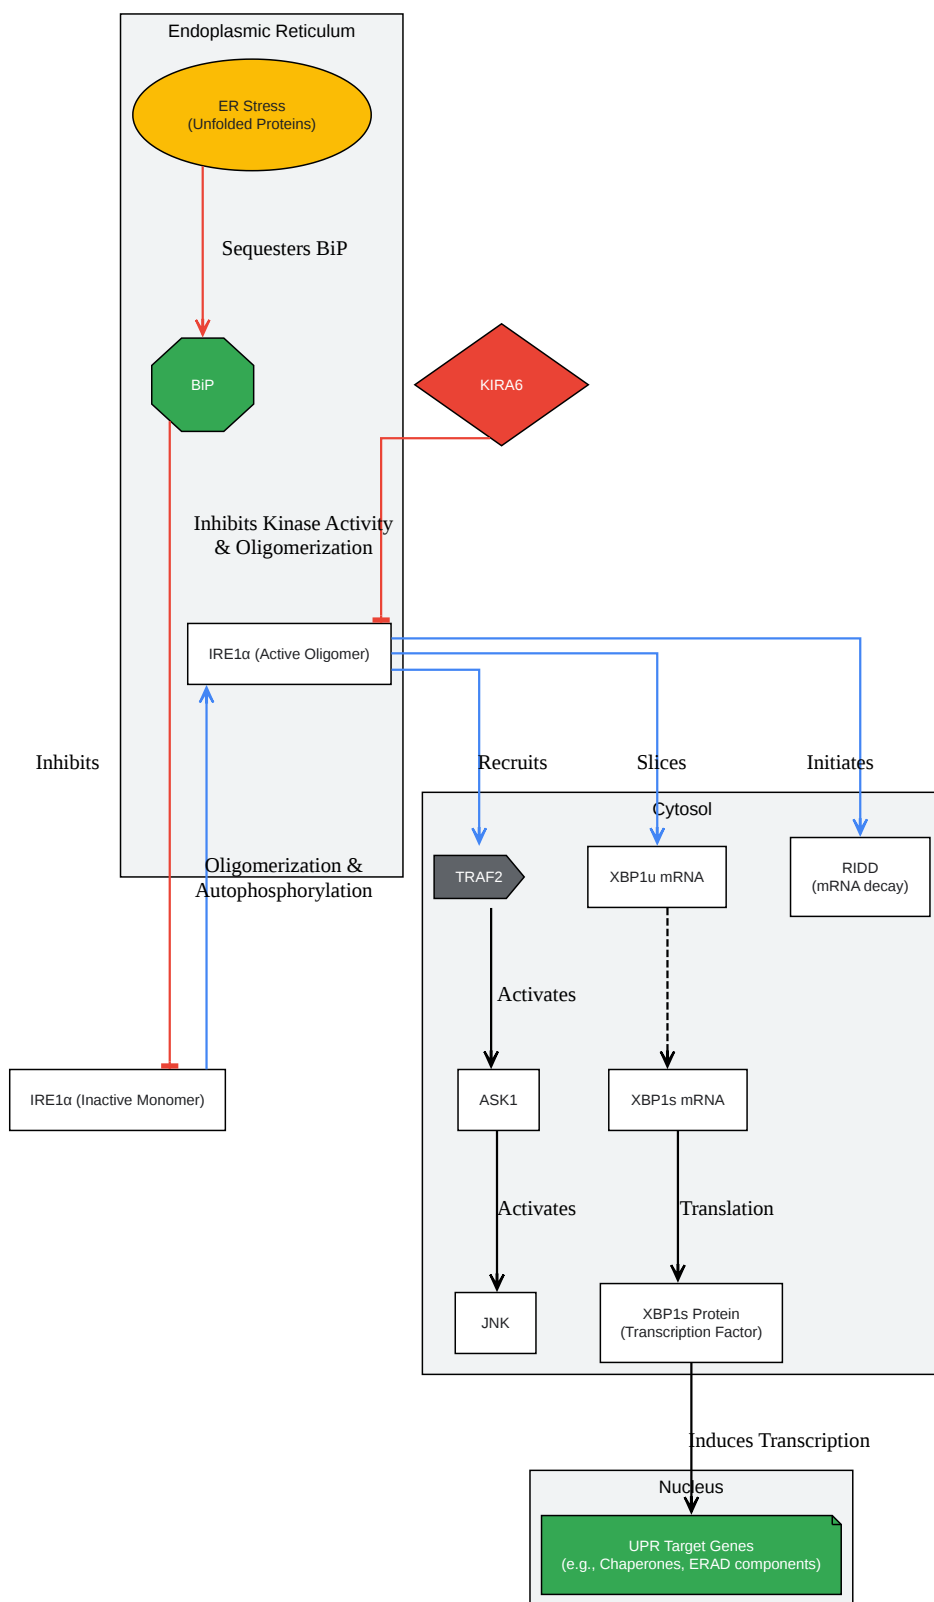 Endoplasmic Reticulum
ER Stress
(Unfolded Proteins)
Sequesters BiP
BiP
KIRA6
Inhibits Kinase Activity
& Oligomerization
IRE1α (Active Oligomer)
Inhibits
Recruits
Slices
Initiates
Cytosol
Oligomerization &
Autophosphorylation
TRAF2
XBP1u mRNA
RIDD
(mRNA decay)
Activates
IRE1α (Inactive Monomer)
ASK1
XBP1s mRNA
Activates
Translation
JNK
XBP1s Protein
(Transcription Factor)
Induces Transcription
Nucleus
UPR Target Genes
(e.g., Chaperones, ERAD components)